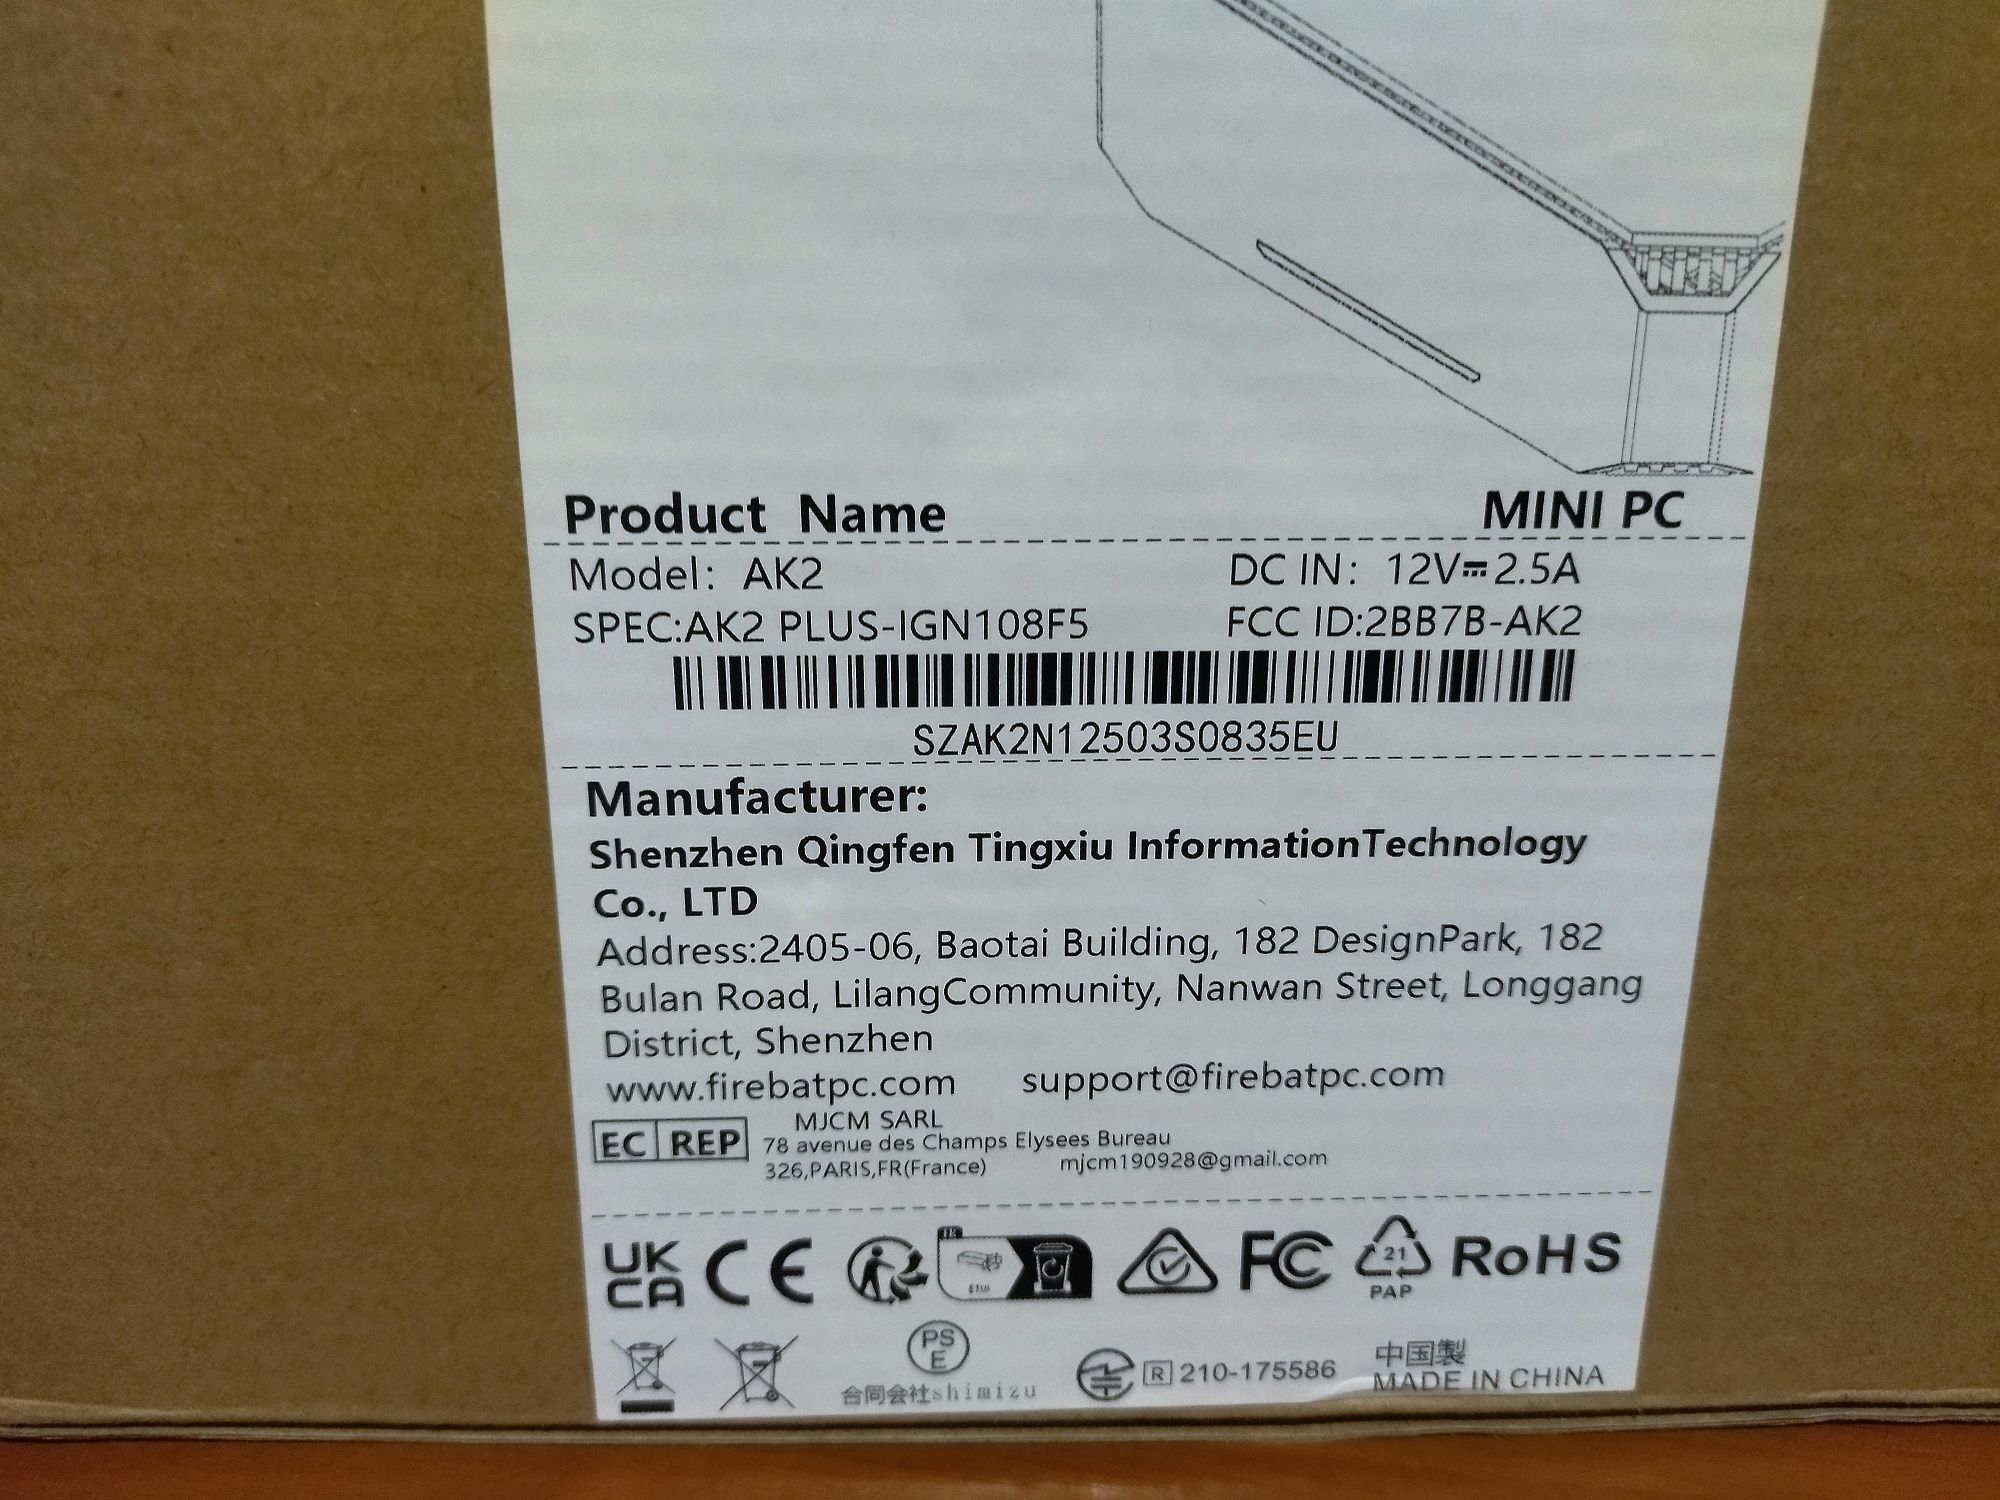 Product Name MINI PC
Model: AK2 DC IN: 12V⎓2.5A
SPEC:AK2 PLUS-IGN108F5 FCC ID:2BB7B-AK2
SZAK2N12503S0835EU
Manufacturer:
Shenzhen Qingfen Tingxiu InformationTechnology
Co., LTD
Address:2405-06, Baotai Building, 182 DesignPark, 182
Bulan Road, LilangCommunity, Nanwan Street, Longgang
District, Shenzhen
www.firebatpc.com support@firebatpc.com
EC REP MJCM SARL
78 avenue des Champs Elysees Bureau
326,PARIS,FR(France) mjcm190928@gmail.com
UK CA CE FC 21 PAP RoHS
PS E
合同会社shimizu R 210-175586
中国製
MADE IN CHINA